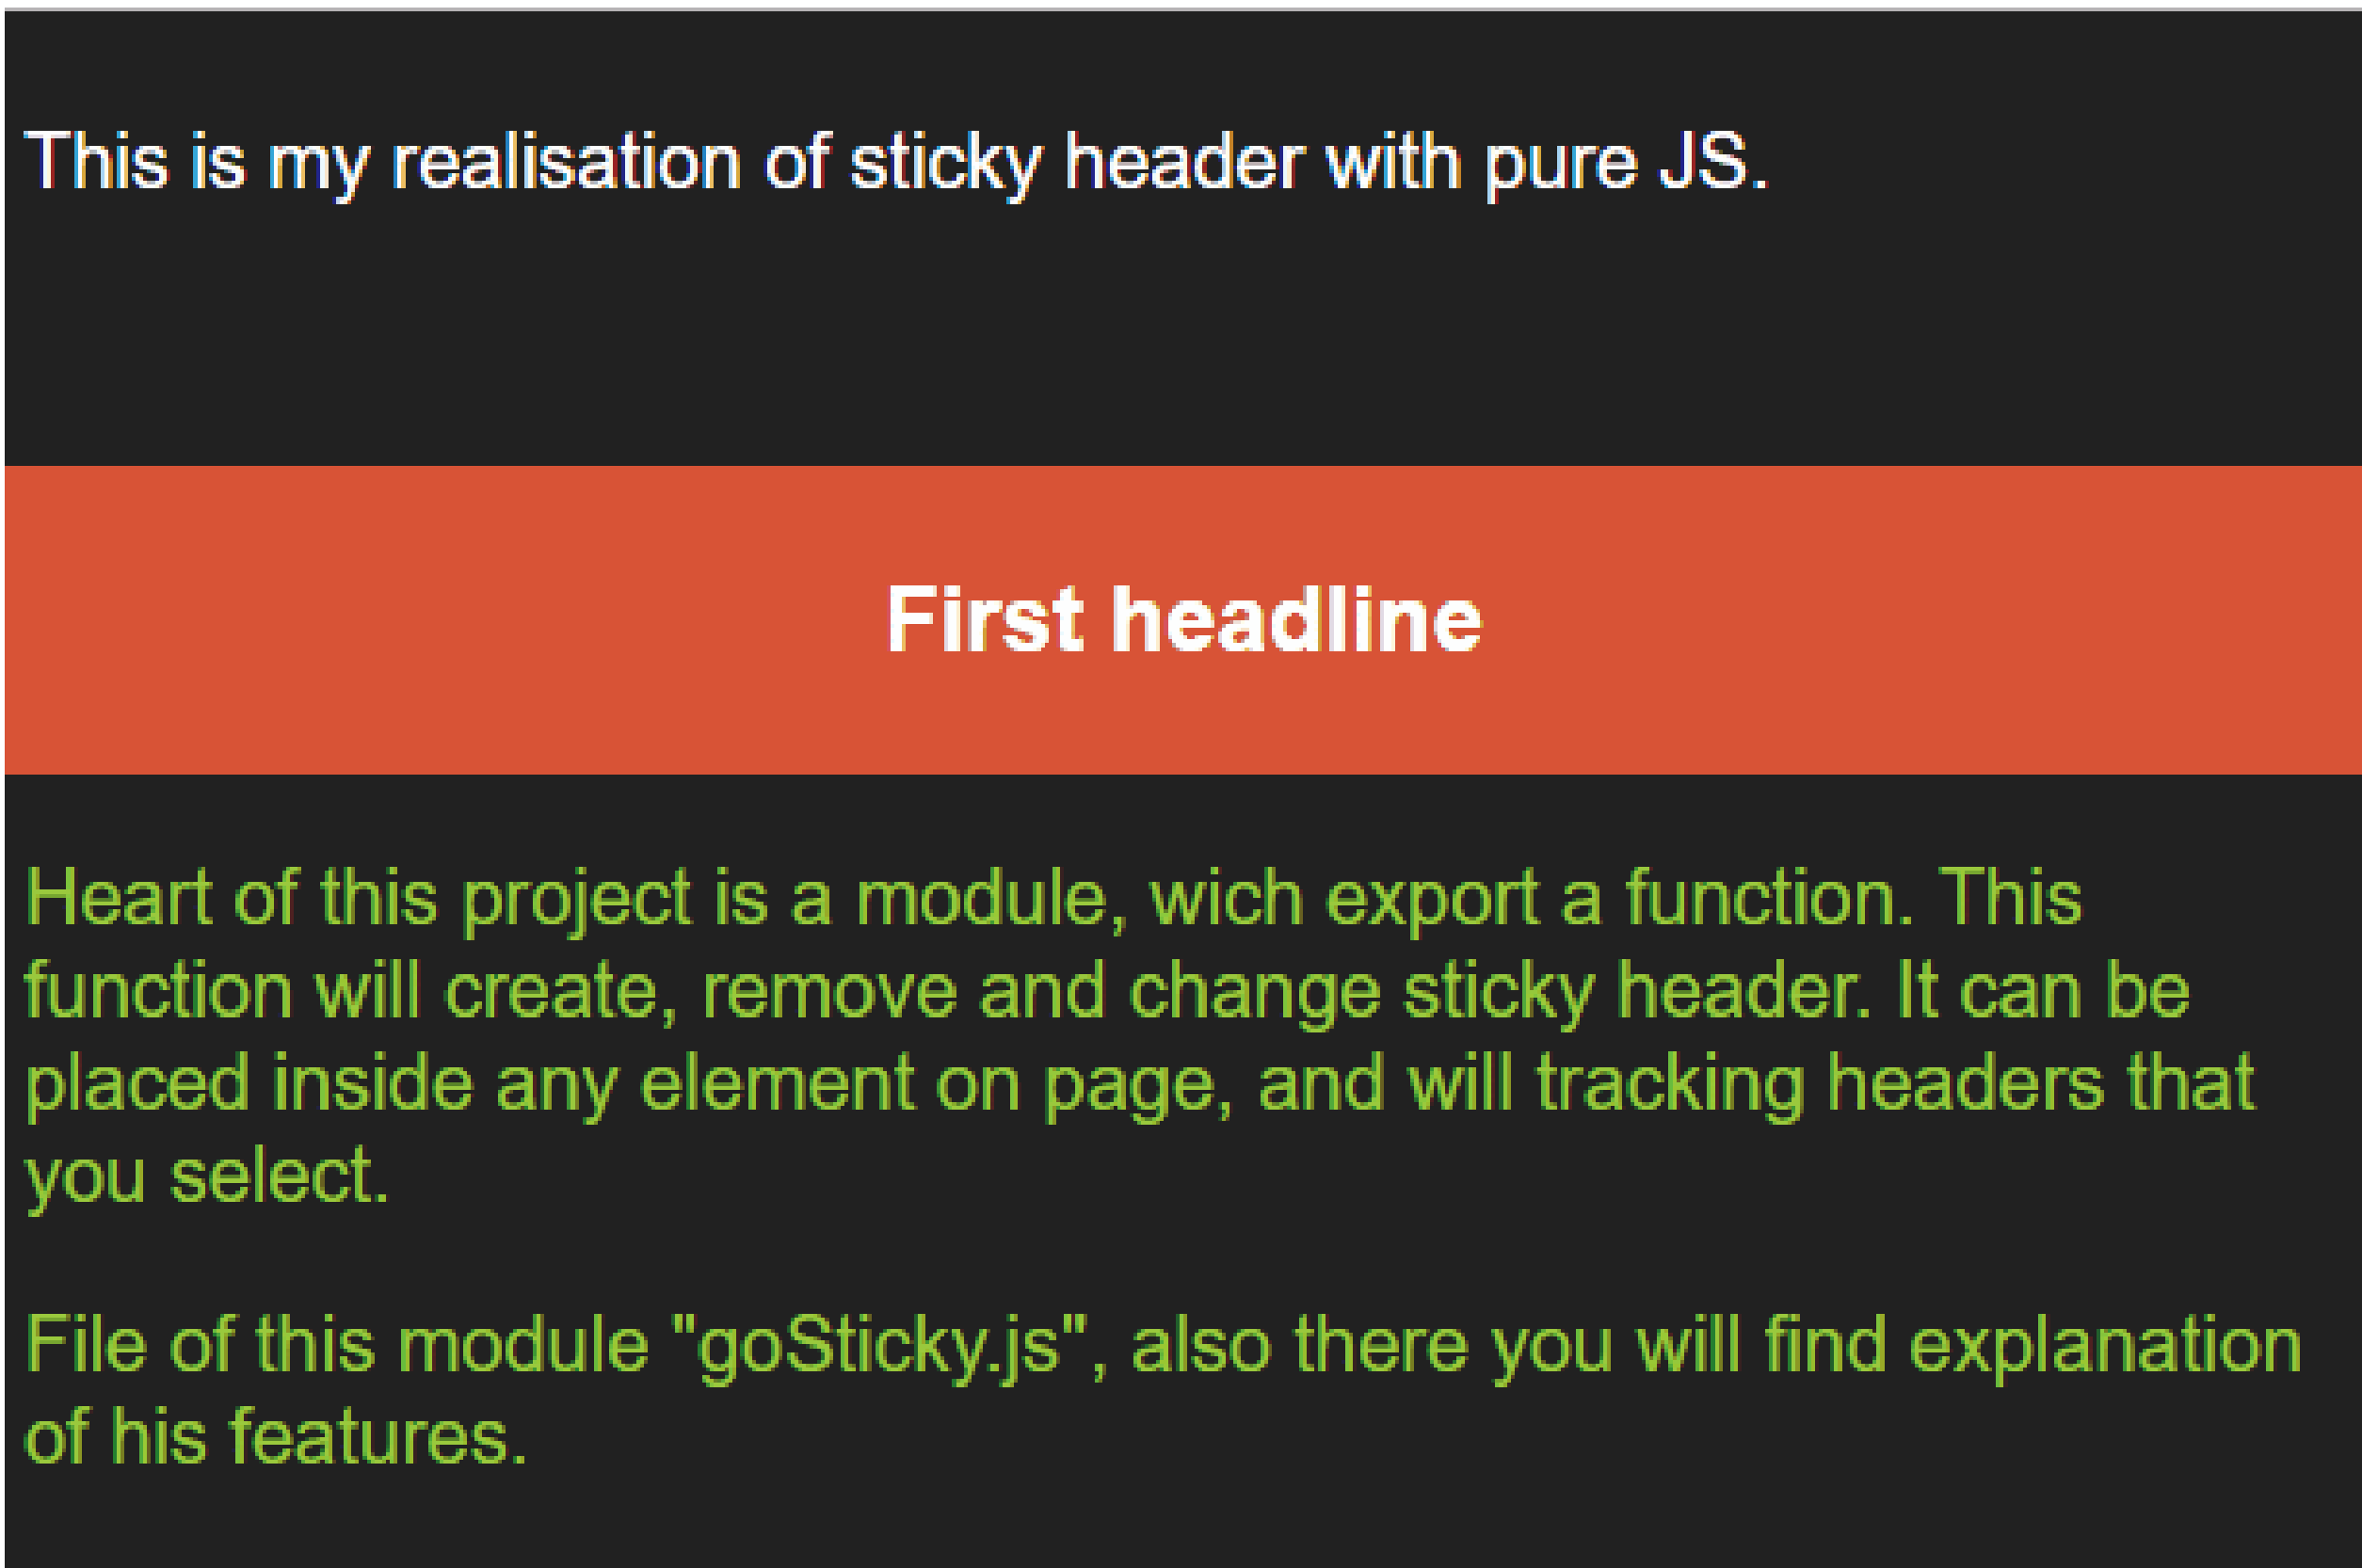 This is my realisation of sticky header with pure JS.
First headline
Heart of this project is a module, wich export a function. This
function will create, remove and change sticky header. It can be
placed inside any element on page, and will tracking headers that
you select.
File of this module "goSticky.js", also there you will find explanation
of his features.